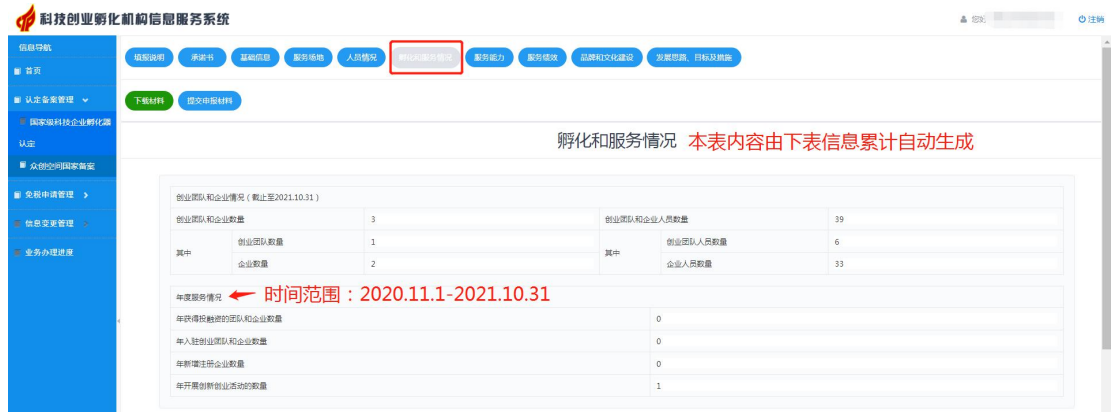 科技创业孵化机构信息服务系统
您好
注销
信息导航
首页
认定备案管理
国家级科技企业孵化器
认定
众创空间国家备案
免税申请管理
信息变更管理
业务办理进度
填报说明 承诺书 基础信息 服务场地 人员情况 孵化和服务情况 服务能力 服务绩效 品牌和文化建设 发展思路、目标及措施
下载材料 提交申报材料
孵化和服务情况 本表内容由下表信息累计自动生成
创业团队和企业情况（截止至2021.10.31）
创业团队和企业数量 3 创业团队和企业人员数量 39
其中 创业团队数量 1 其中 创业团队人员数量 6
企业数量 2 企业人员数量 33
年度服务情况 时间范围：2020.11.1-2021.10.31
年获得投融资的团队和企业数量 0
年入驻创业团队和企业数量 0
年新增注册企业数量 0
年开展创新创业活动的数量 1